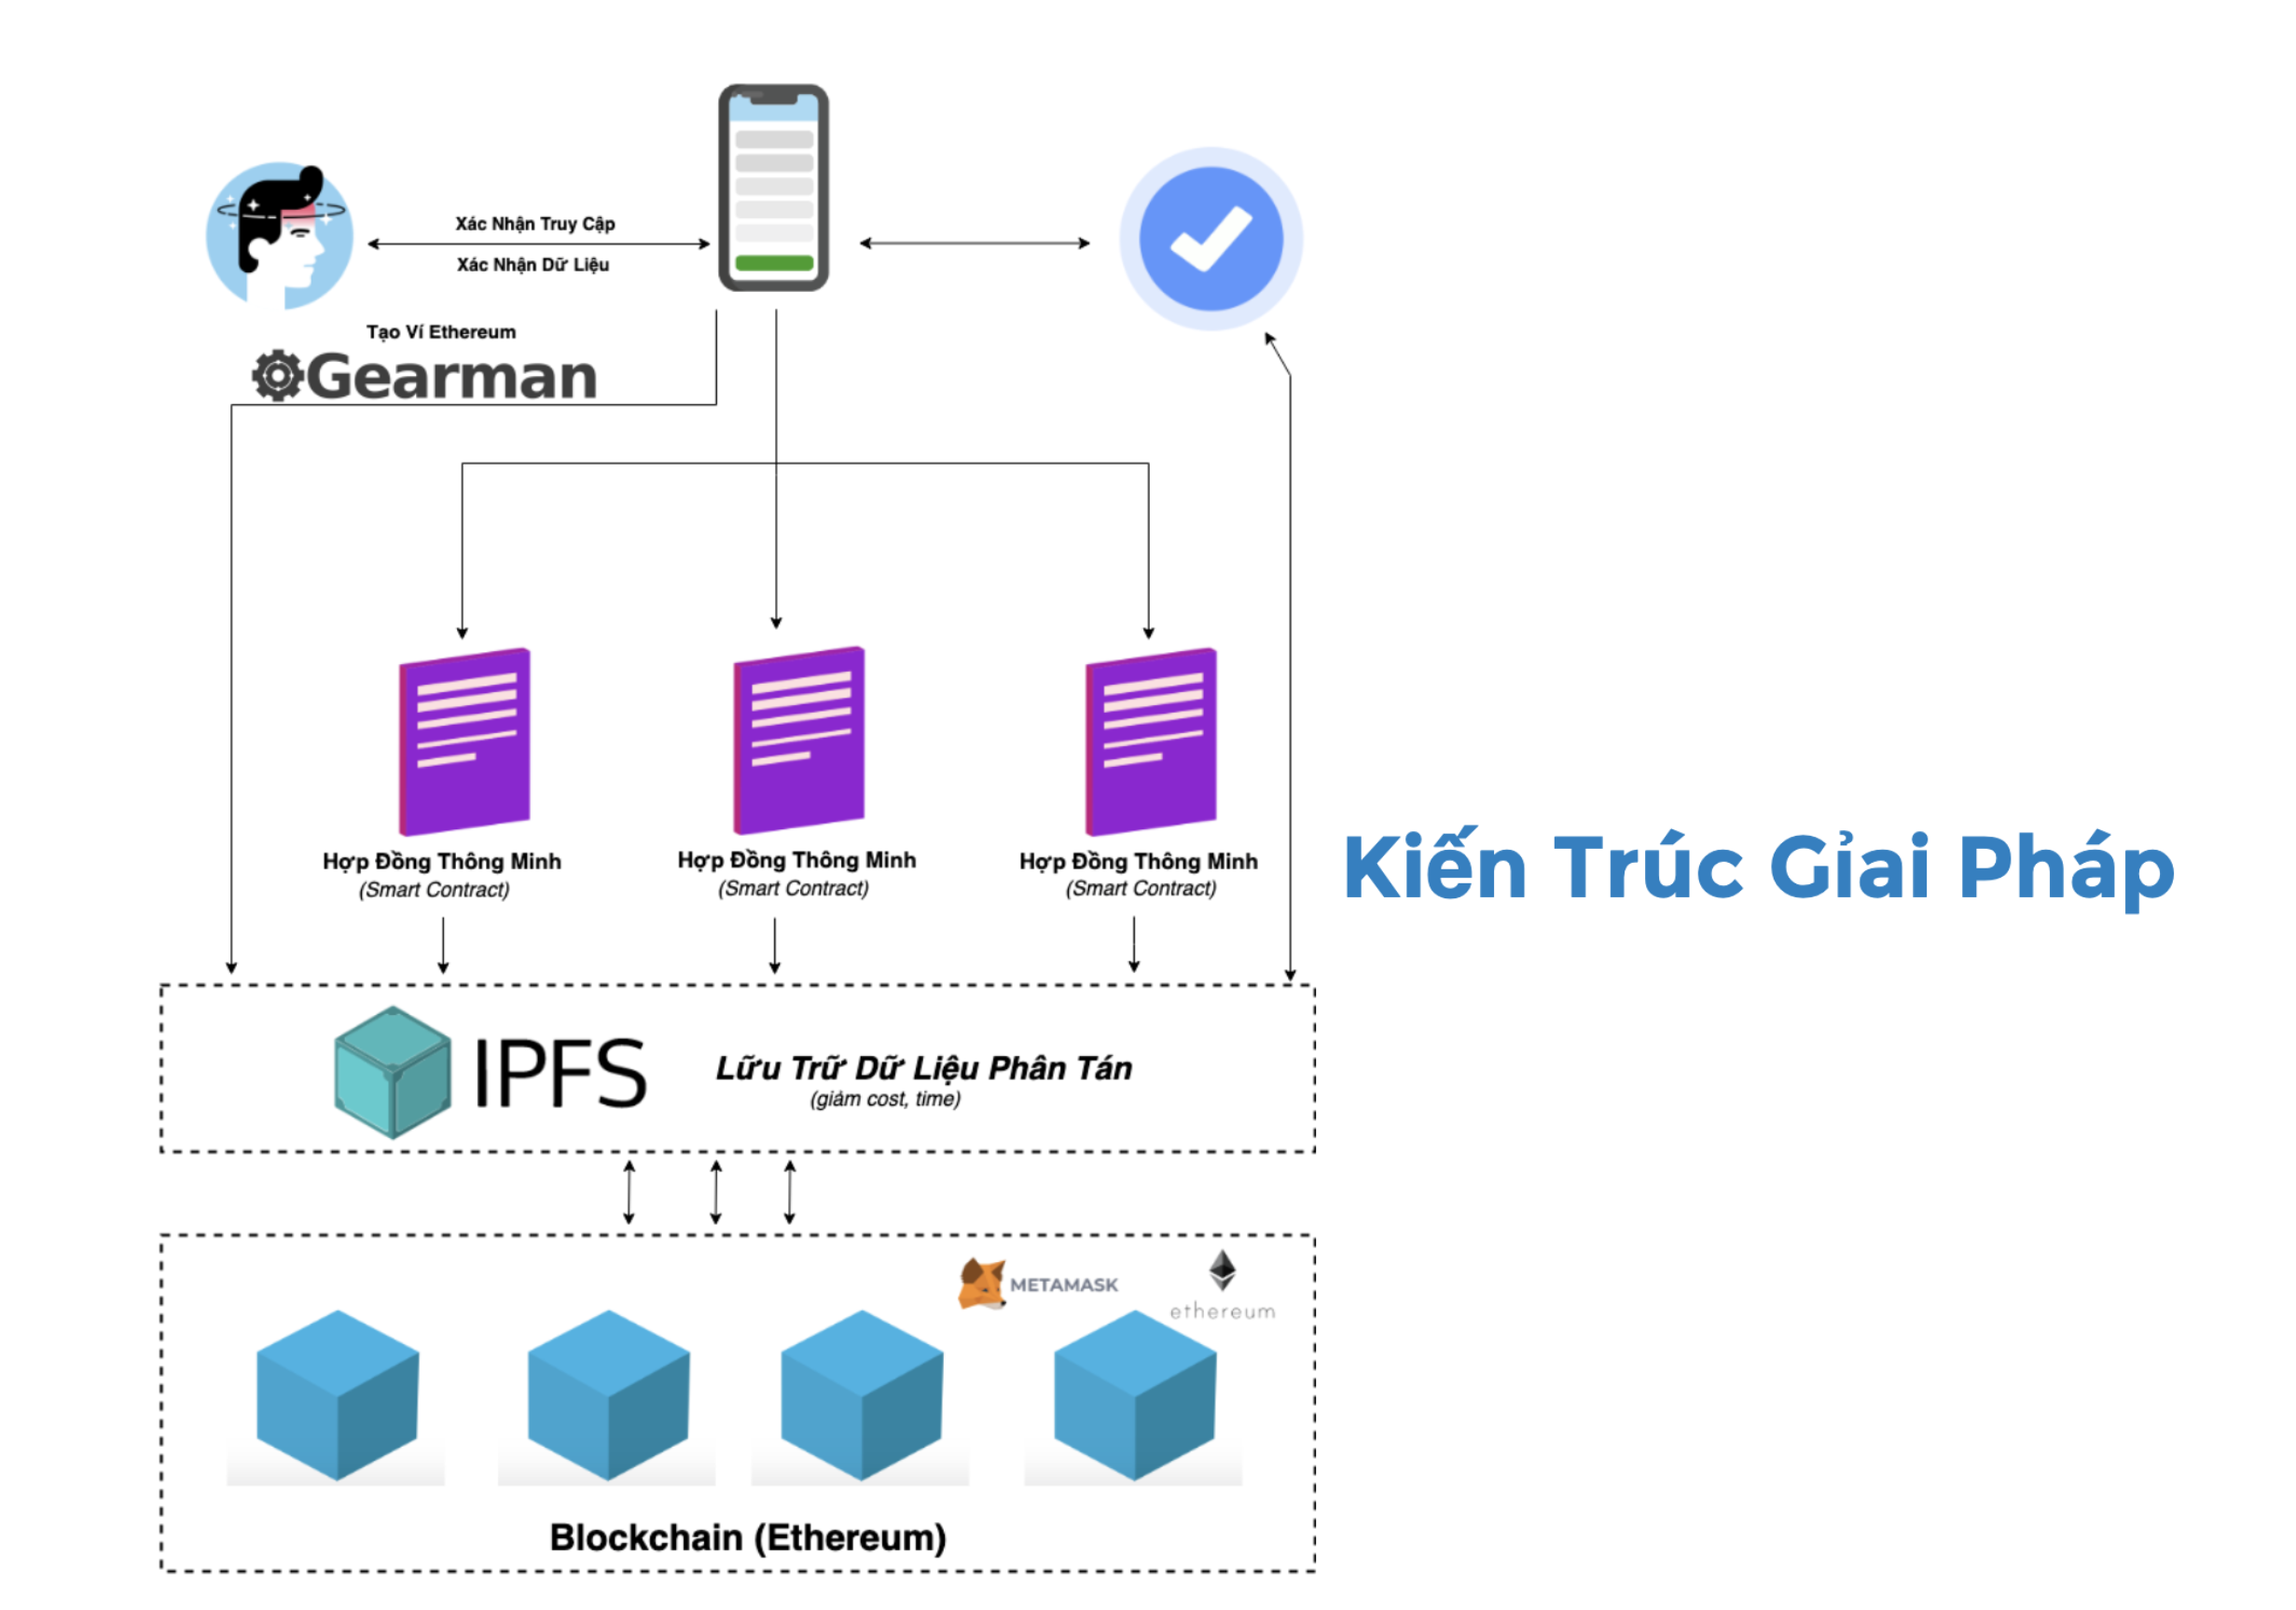 Xác Nhận Truy Cập
Xác Nhận Dữ Liệu
Tạo Ví Ethereum
Gearman
Hợp Đồng Thông Minh
(Smart Contract)
Hợp Đồng Thông Minh
(Smart Contract)
Hợp Đồng Thông Minh
(Smart Contract)
Kiến Trúc Gỉai Pháp
IPFS
Lữu Trữ Dữ Liệu Phân Tán
(giảm cost, time)
METAMASK
ethereum
Blockchain (Ethereum)